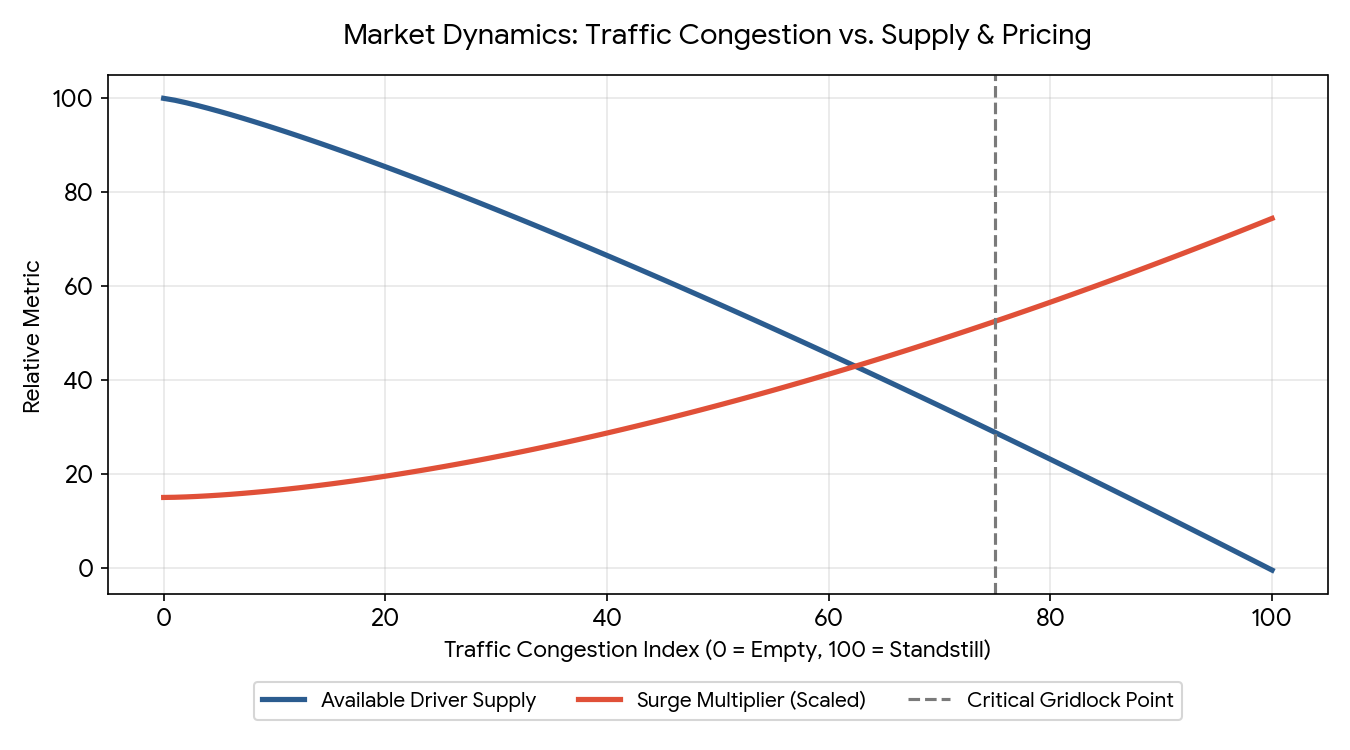 Market Dynamics: Traffic Congestion vs. Supply & Pricing
Relative Metric
100
80
60
40
20
0
0 20 40 60 80 100
Traffic Congestion Index (0 = Empty, 100 = Standstill)
Available Driver Supply Surge Multiplier (Scaled) Critical Gridlock Point